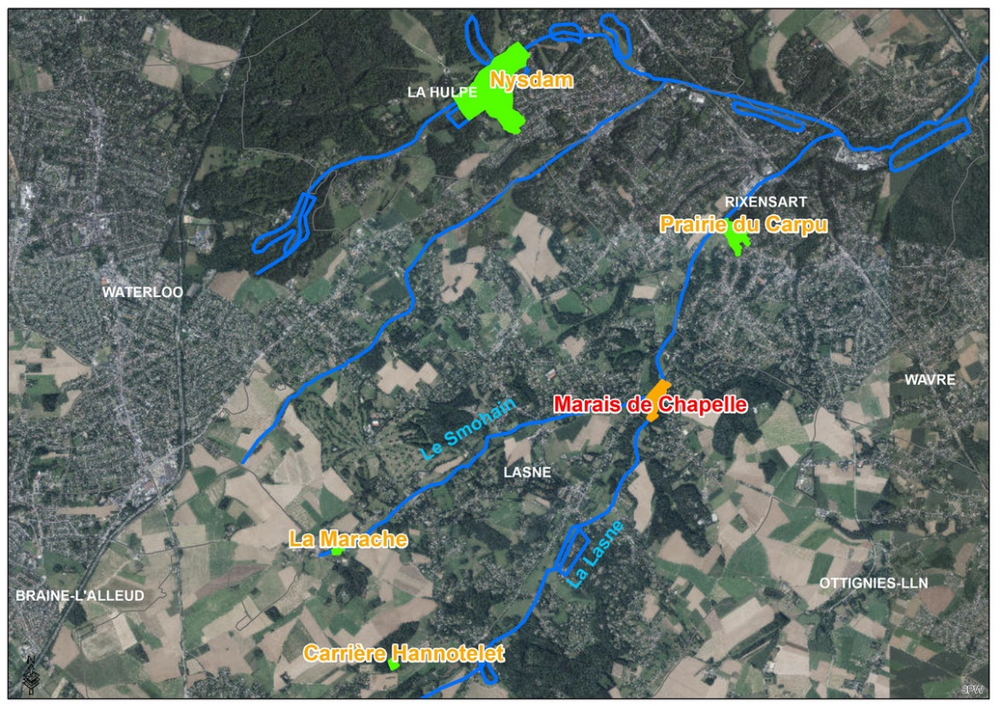 Nysdam
LA HULPE
RIXENSART
Prairie du Carpu
WATERLOO
WAVRE
Marais de Chapelle
Le Smohain
LASNE
La Marache
La Lasne
OTTIGNIES-LLN
BRAINE-L'ALLEUD
Carrière Hannotelet
N
SPW